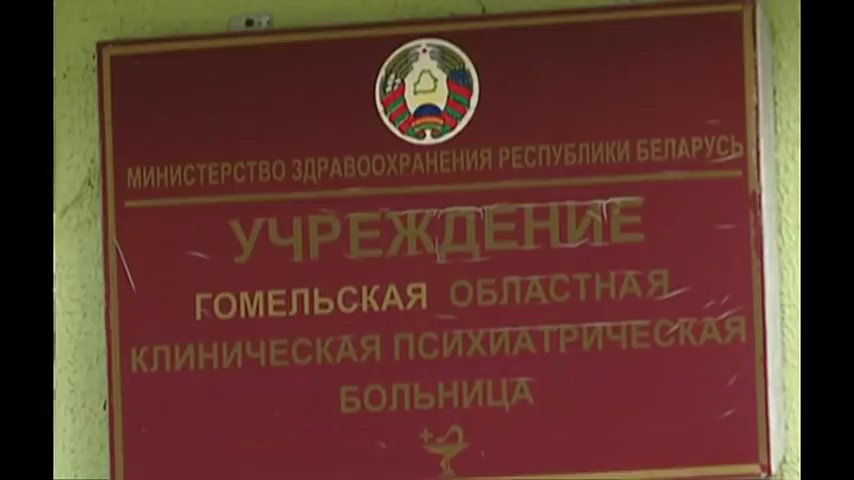 МИНИСТЕРСТВО ЗДРАВООХРАНЕНИЯ РЕСПУБЛИКИ БЕЛАРУСЬ
УЧРЕЖДЕНИЕ
ГОМЕЛЬСКАЯ ОБЛАСТНАЯ
КЛИНИЧЕСКАЯ ПСИХИАТРИЧЕСКАЯ
БОЛЬНИЦА